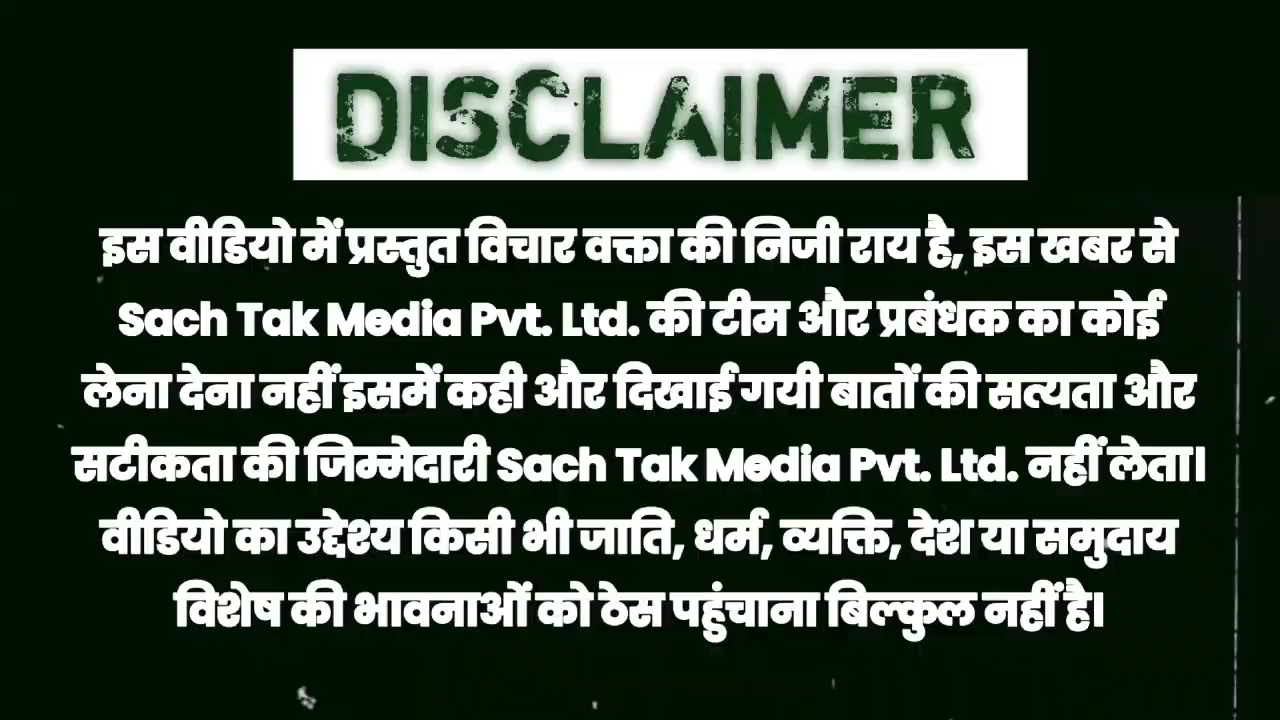 DISCLAIMER
इस वीडियो में प्रस्तुत विचार वक्ता की निजी राय है, इस खबर से
Sach Tak Media Pvt. Ltd. की टीम और प्रबंधक का कोई
लेना देना नहीं इसमें कही और दिखाई गयी बातों की सत्यता और
सटीकता की जिम्मेदारी Sach Tak Media Pvt. Ltd. नहीं लेता।
वीडियो का उद्देश्य किसी भी जाति, धर्म, व्यक्ति, देश या समुदाय
विशेष की भावनाओं को ठेस पहुंचाना बिल्कुल नहीं है।